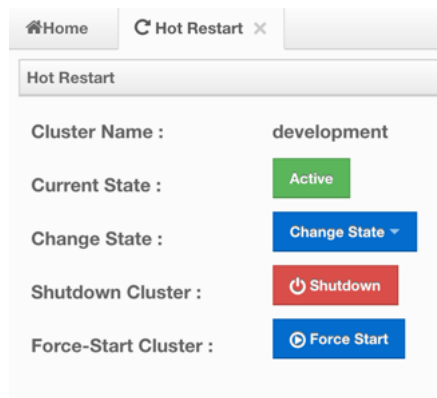 Home Hot Restart
Hot Restart
Cluster Name : development
Current State : Active
Change State : Change State
Shutdown Cluster : Shutdown
Force-Start Cluster : Force Start